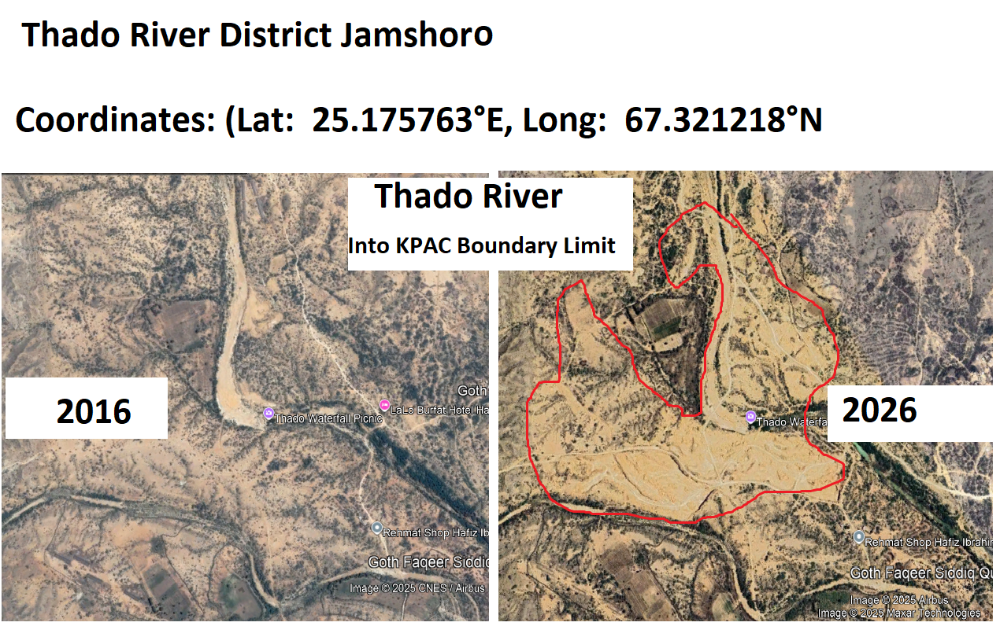 Thado River District Jamshoro
Coordinates: (Lat:  25.175763°E, Long:  67.321218°N
Thado River
Into KPAC Boundary Limit
2016
2026
Goth
LaLo Burfat Hotel Ha
Thado Waterfall Picnic
Thado Waterfa
Rehmat Shop Hafiz Ib
Goth Faqeer Siddiq
Image © 2025 CNES / Airbus
Rehmat Shop Hafiz Ibrahim
Goth Faqeer Siddiq Qu
Image © 2025 Airbus
Image © 2025 Maxar Technologies